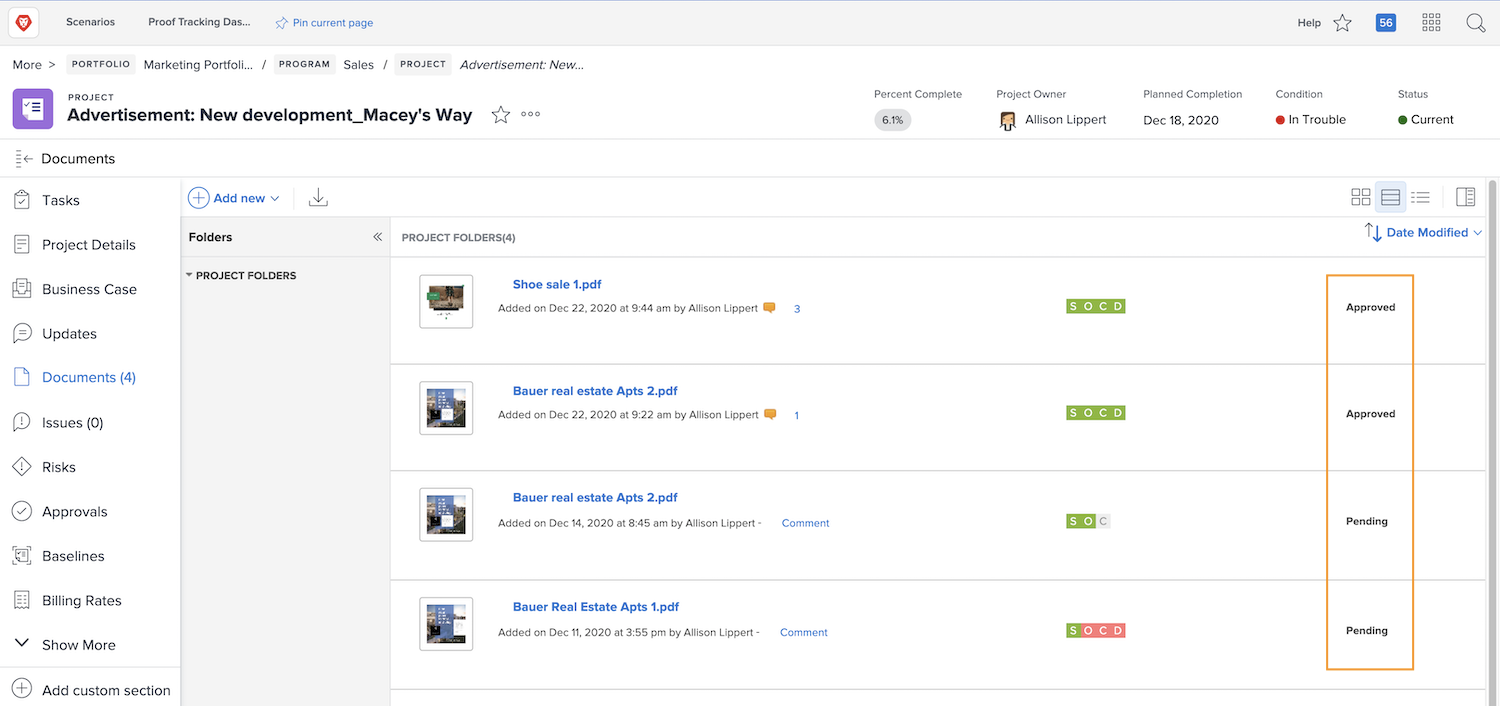 Scenarios Proof Tracking Das... Pin current page Help 56
More > PORTFOLIO Marketing Portfoli... / PROGRAM Sales / PROJECT Advertisement: New...
PROJECT
Advertisement: New development_Macey's Way
Percent Complete Project Owner Planned Completion Condition Status
6.1% Allison Lippert Dec 18, 2020 In Trouble Current
Documents
Tasks
Project Details
Business Case
Updates
Documents (4)
Issues (0)
Risks
Approvals
Baselines
Billing Rates
Show More
Add custom section
Add new
Folders
PROJECT FOLDERS
PROJECT FOLDERS(4)
Date Modified
Shoe sale 1.pdf
Added on Dec 22, 2020 at 9:44 am by Allison Lippert 3
S O C D
Approved
Bauer real estate Apts 2.pdf
Added on Dec 22, 2020 at 9:22 am by Allison Lippert 1
S O C D
Approved
Bauer real estate Apts 2.pdf
Added on Dec 14, 2020 at 8:45 am by Allison Lippert - Comment
S O C
Pending
Bauer Real Estate Apts 1.pdf
Added on Dec 11, 2020 at 3:55 pm by Allison Lippert - Comment
S O C D
Pending